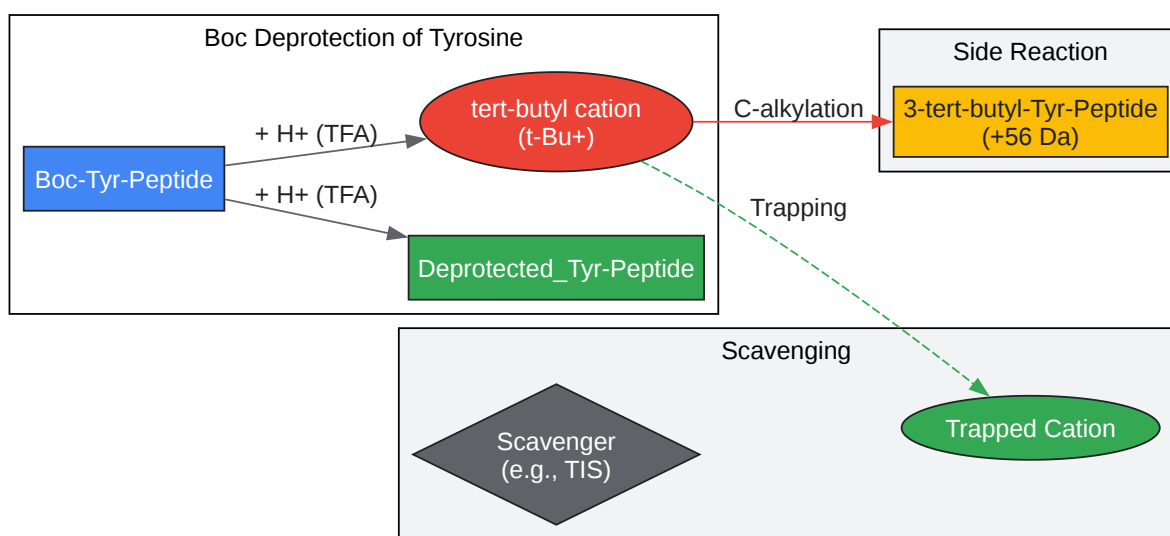 Boc Deprotection of Tyrosine
Side Reaction
tert-butyl cation
(t-Bu+)
C-alkylation
3-tert-butyl-Tyr-Peptide
(+56 Da)
+ H+ (TFA)
Boc-Tyr-Peptide
+ H+ (TFA)
Trapping
Deprotected_Tyr-Peptide
Scavenging
Scavenger
(e.g., TIS)
Trapped Cation